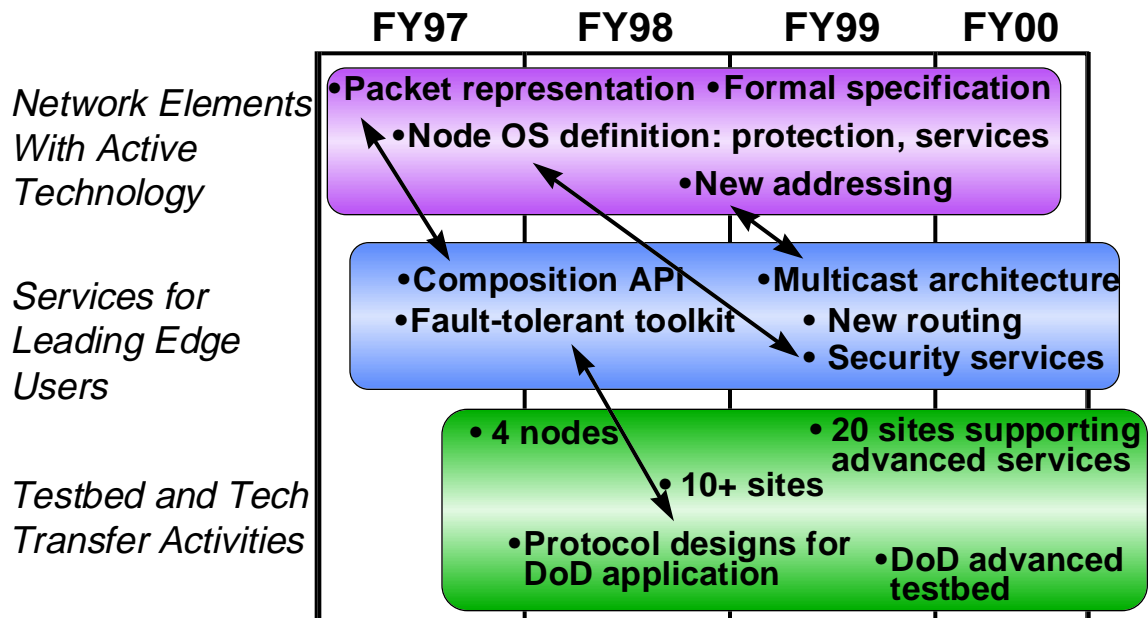 FY97 FY98 FY99 FY00
Network Elements
With Active
Technology
•Packet representation •Formal specification
•Node OS definition: protection, services
•New addressing
Services for
Leading Edge
Users
•Composition API
•Fault-tolerant toolkit
•Multicast architecture
• New routing
• Security services
Testbed and Tech
Transfer Activities
• 4 nodes
• 20 sites supporting
advanced services
• 10+ sites
•Protocol designs for
DoD application
•DoD advanced
testbed